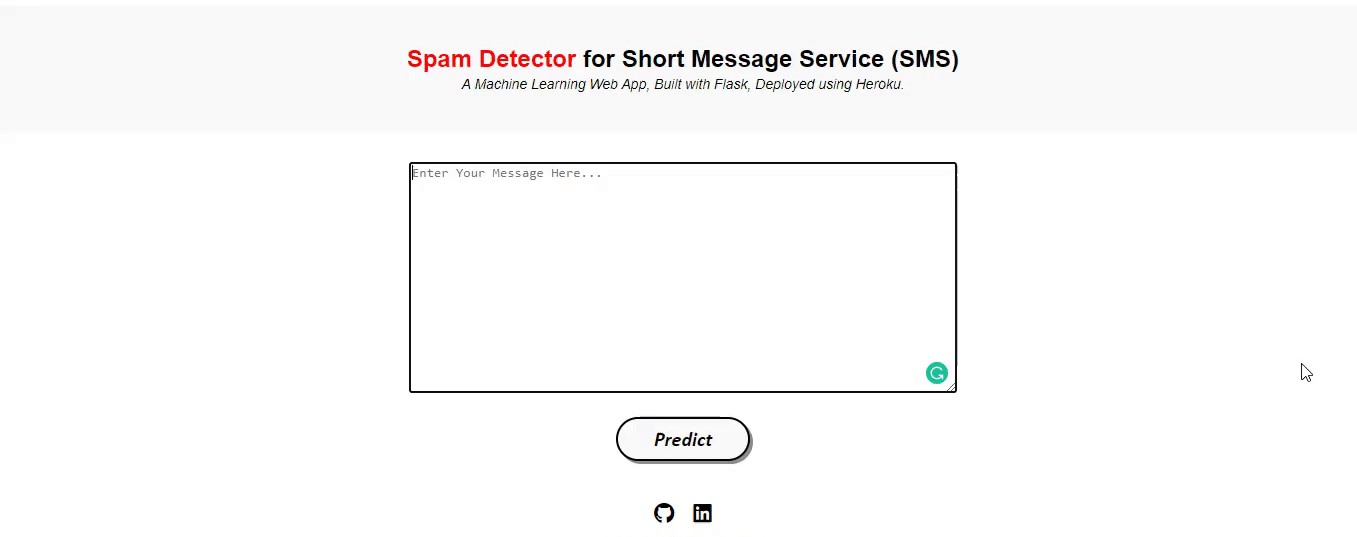 Spam Detector for Short Message Service (SMS)
A Machine Learning Web App, Built with Flask, Deployed using Heroku.
Enter Your Message Here...
Predict